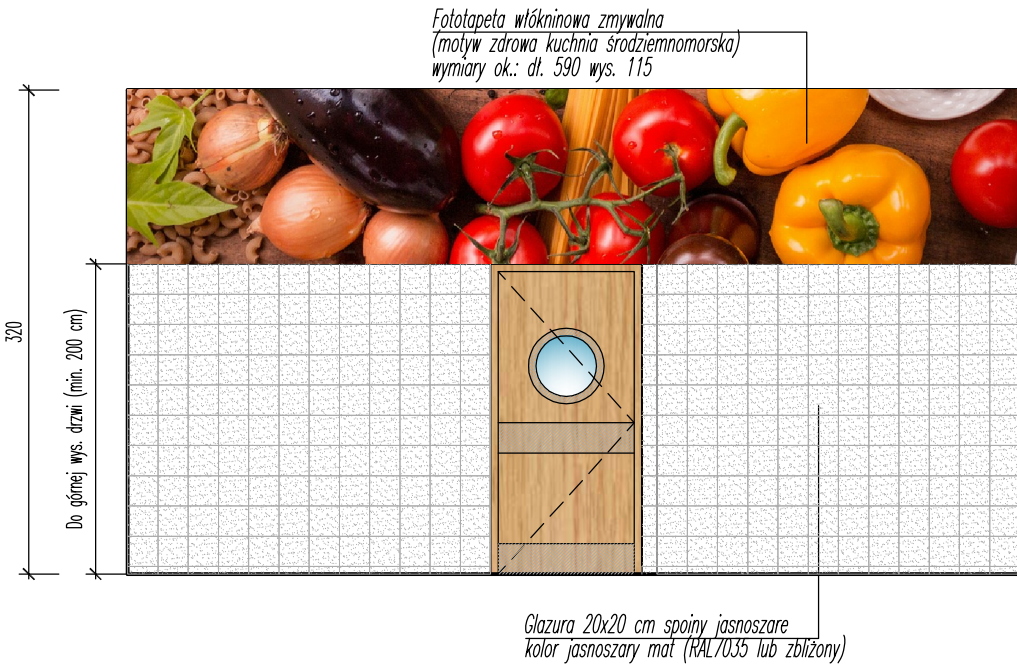 Fototapeta włókninowa zmywalna
(motyw zdrowa kuchnia środziemnomorska)
wymiary ok.: dł. 590 wys. 115
320
Do górnej wys. drzwi (min. 200 cm)
Glazura 20x20 cm spoiny jasnoszare
kolor jasnoszary mat (RAL7035 lub zbliżony)